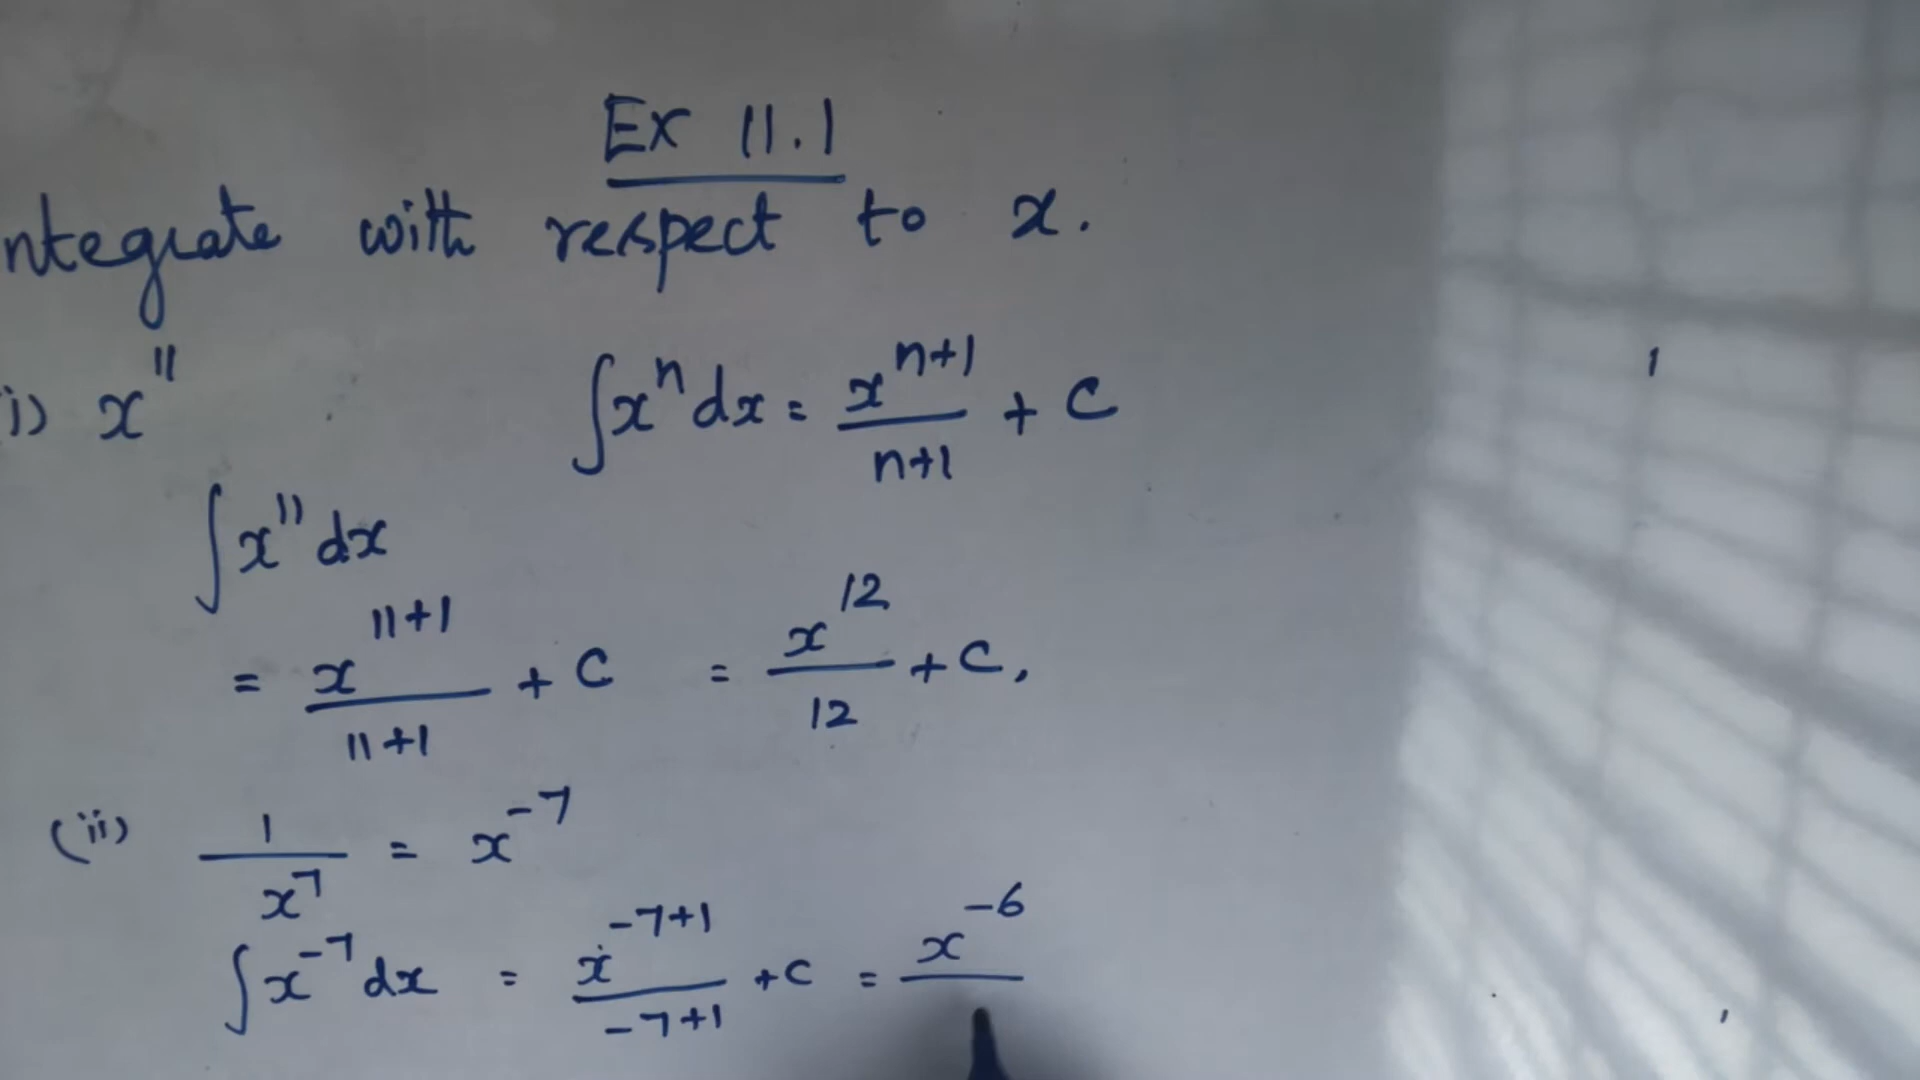 Ex 11.1
ntegrate with respect to x.
i) x^11
∫x^n dx = x^(n+1)/(n+1) + c
∫x^11 dx
= x^(11+1)/(11+1) + c = x^12/12 + c,
(ii) 1/x^7 = x^-7
∫x^-7 dx = x^(-7+1)/(-7+1) + c = x^-6/